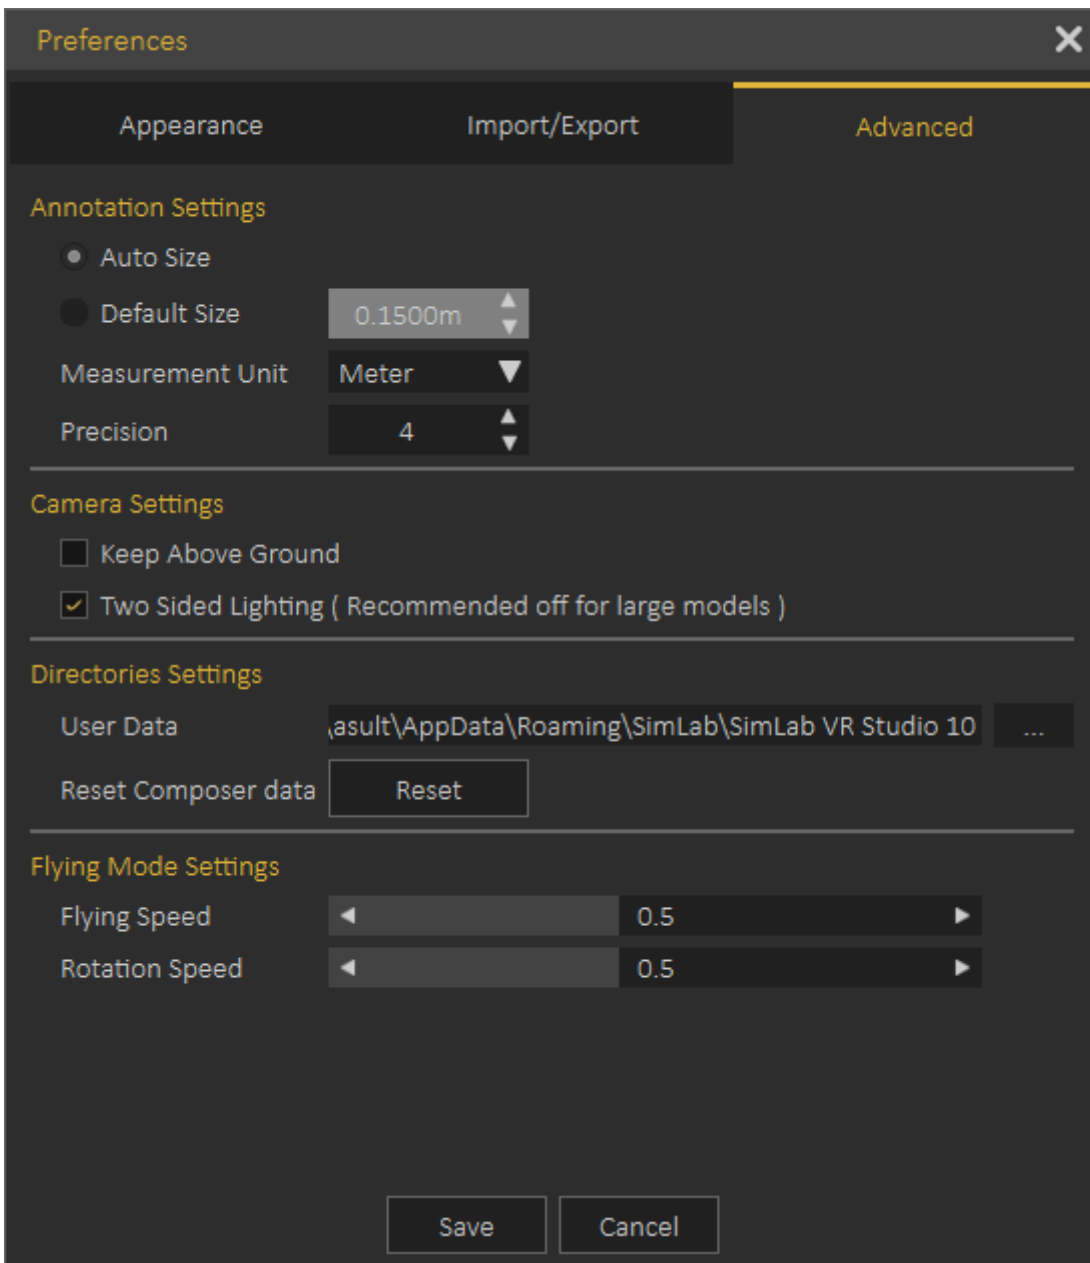 Preferences
Appearance Import/Export Advanced
Annotation Settings
Auto Size
Default Size 0.1500m
Measurement Unit Meter
Precision 4
Camera Settings
Keep Above Ground
Two Sided Lighting ( Recommended off for large models )
Directories Settings
User Data \asult\AppData\Roaming\SimLab\SimLab VR Studio 10 ...
Reset Composer data Reset
Flying Mode Settings
Flying Speed 0.5
Rotation Speed 0.5
Save Cancel